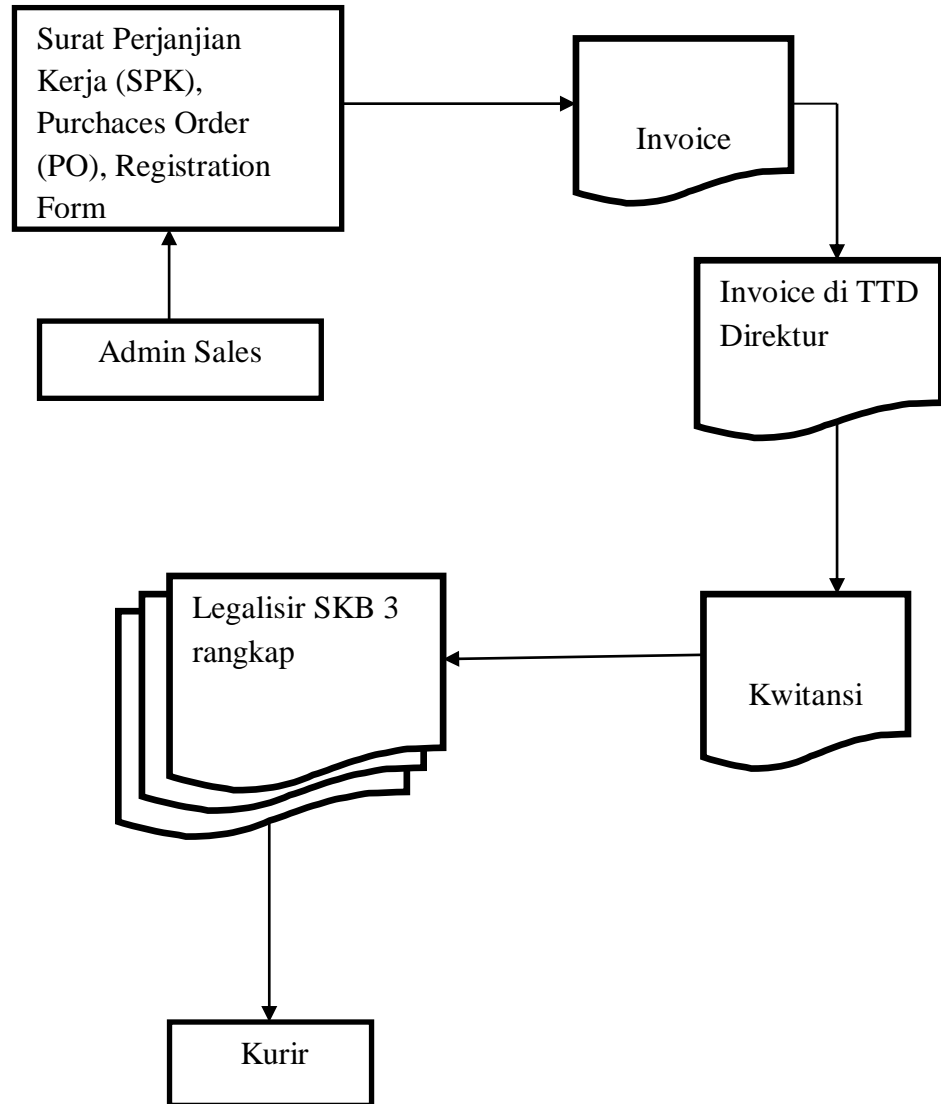 Surat Perjanjian
Kerja (SPK),
Purchaces Order
(PO), Registration
Form
Invoice
Admin Sales
Invoice di TTD
Direktur
Legalisir SKB 3
rangkap
Kwitansi
Kurir